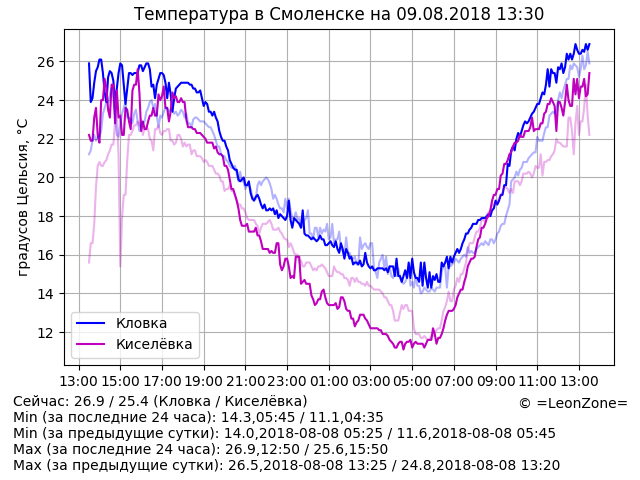 Температура в Смоленске на 09.08.2018 13:30
градусов Цельсия, °C
26
24
22
20
18
16
14
12
Кловка
Киселёвка
13:00 15:00 17:00 19:00 21:00 23:00 01:00 03:00 05:00 07:00 09:00 11:00 13:00
Сейчас: 26.9 / 25.4 (Кловка / Киселёвка)
© =LeonZone=
Min (за последние 24 часа): 14.3,05:45 / 11.1,04:35
Min (за предыдущие сутки): 14.0,2018-08-08 05:25 / 11.6,2018-08-08 05:45
Max (за последние 24 часа): 26.9,12:50 / 25.6,15:50
Max (за предыдущие сутки): 26.5,2018-08-08 13:25 / 24.8,2018-08-08 13:20